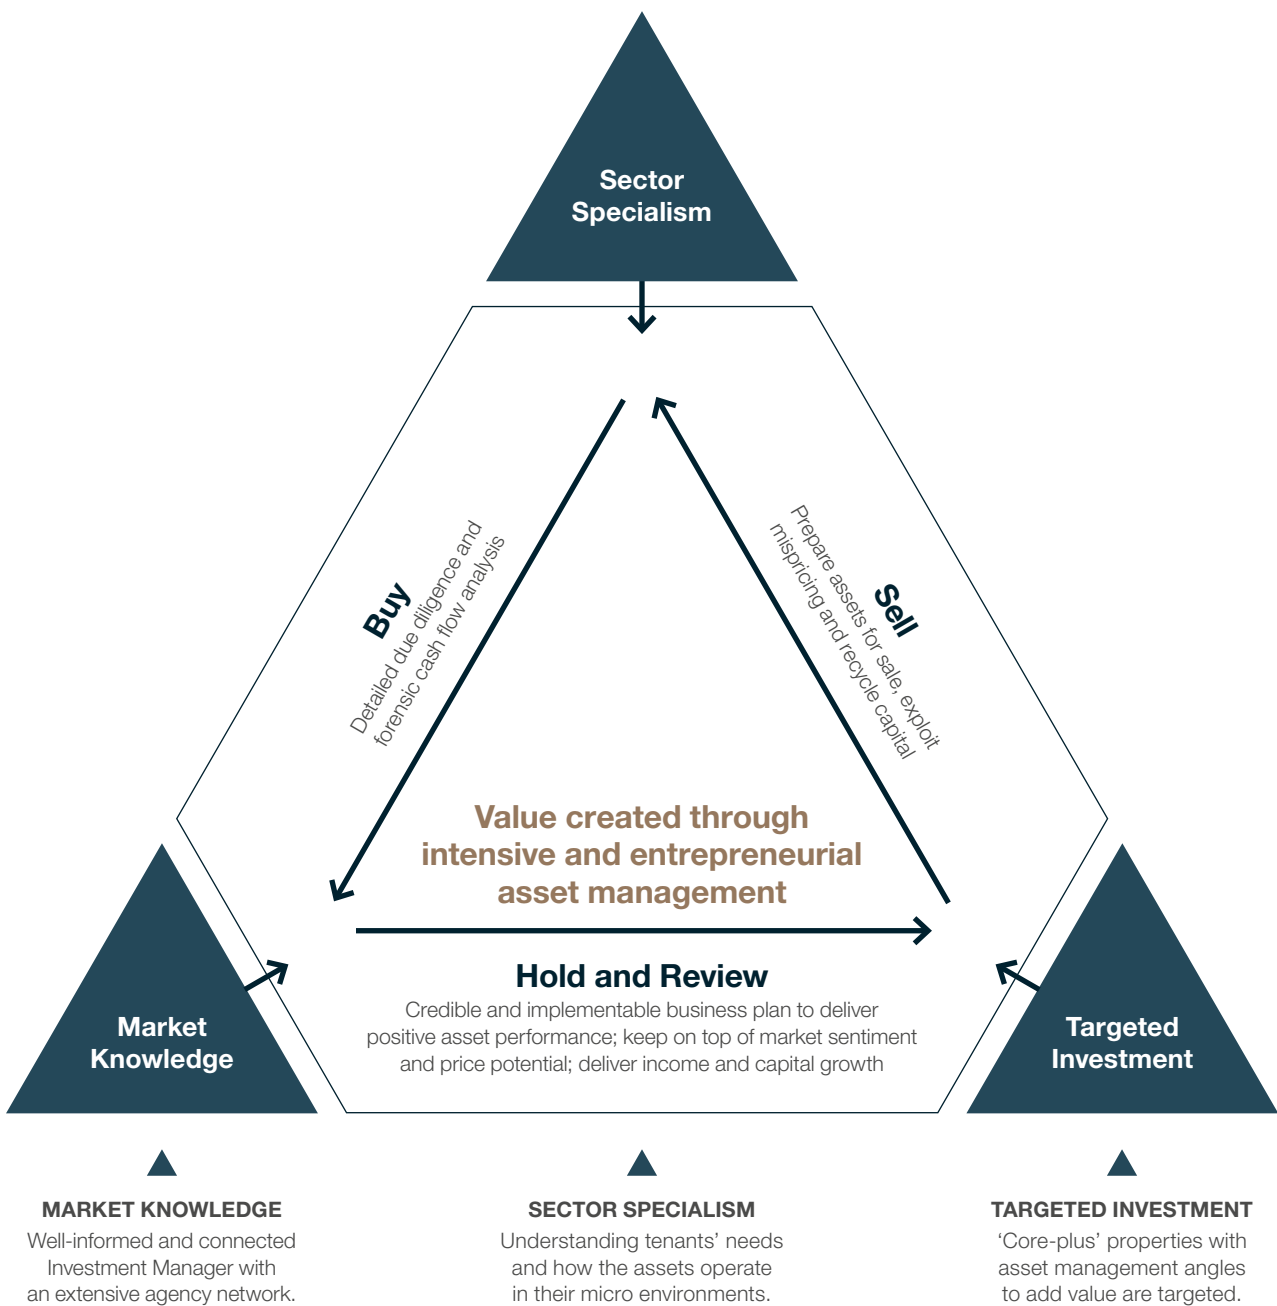 Sector
Specialism
Buy
Detailed due diligence and
forensic cash flow analysis
Sell
Prepare assets for sale, exploit
mispricing and recycle capital
Value created through
intensive and entrepreneurial
asset management
Hold and Review
Credible and implementable business plan to deliver
positive asset performance; keep on top of market sentiment
and price potential; deliver income and capital growth
Market
Knowledge
Targeted
Investment
MARKET KNOWLEDGE
Well-informed and connected
Investment Manager with
an extensive agency network.
SECTOR SPECIALISM
Understanding tenants’ needs
and how the assets operate
in their micro environments.
TARGETED INVESTMENT
‘Core-plus’ properties with
asset management angles
to add value are targeted.